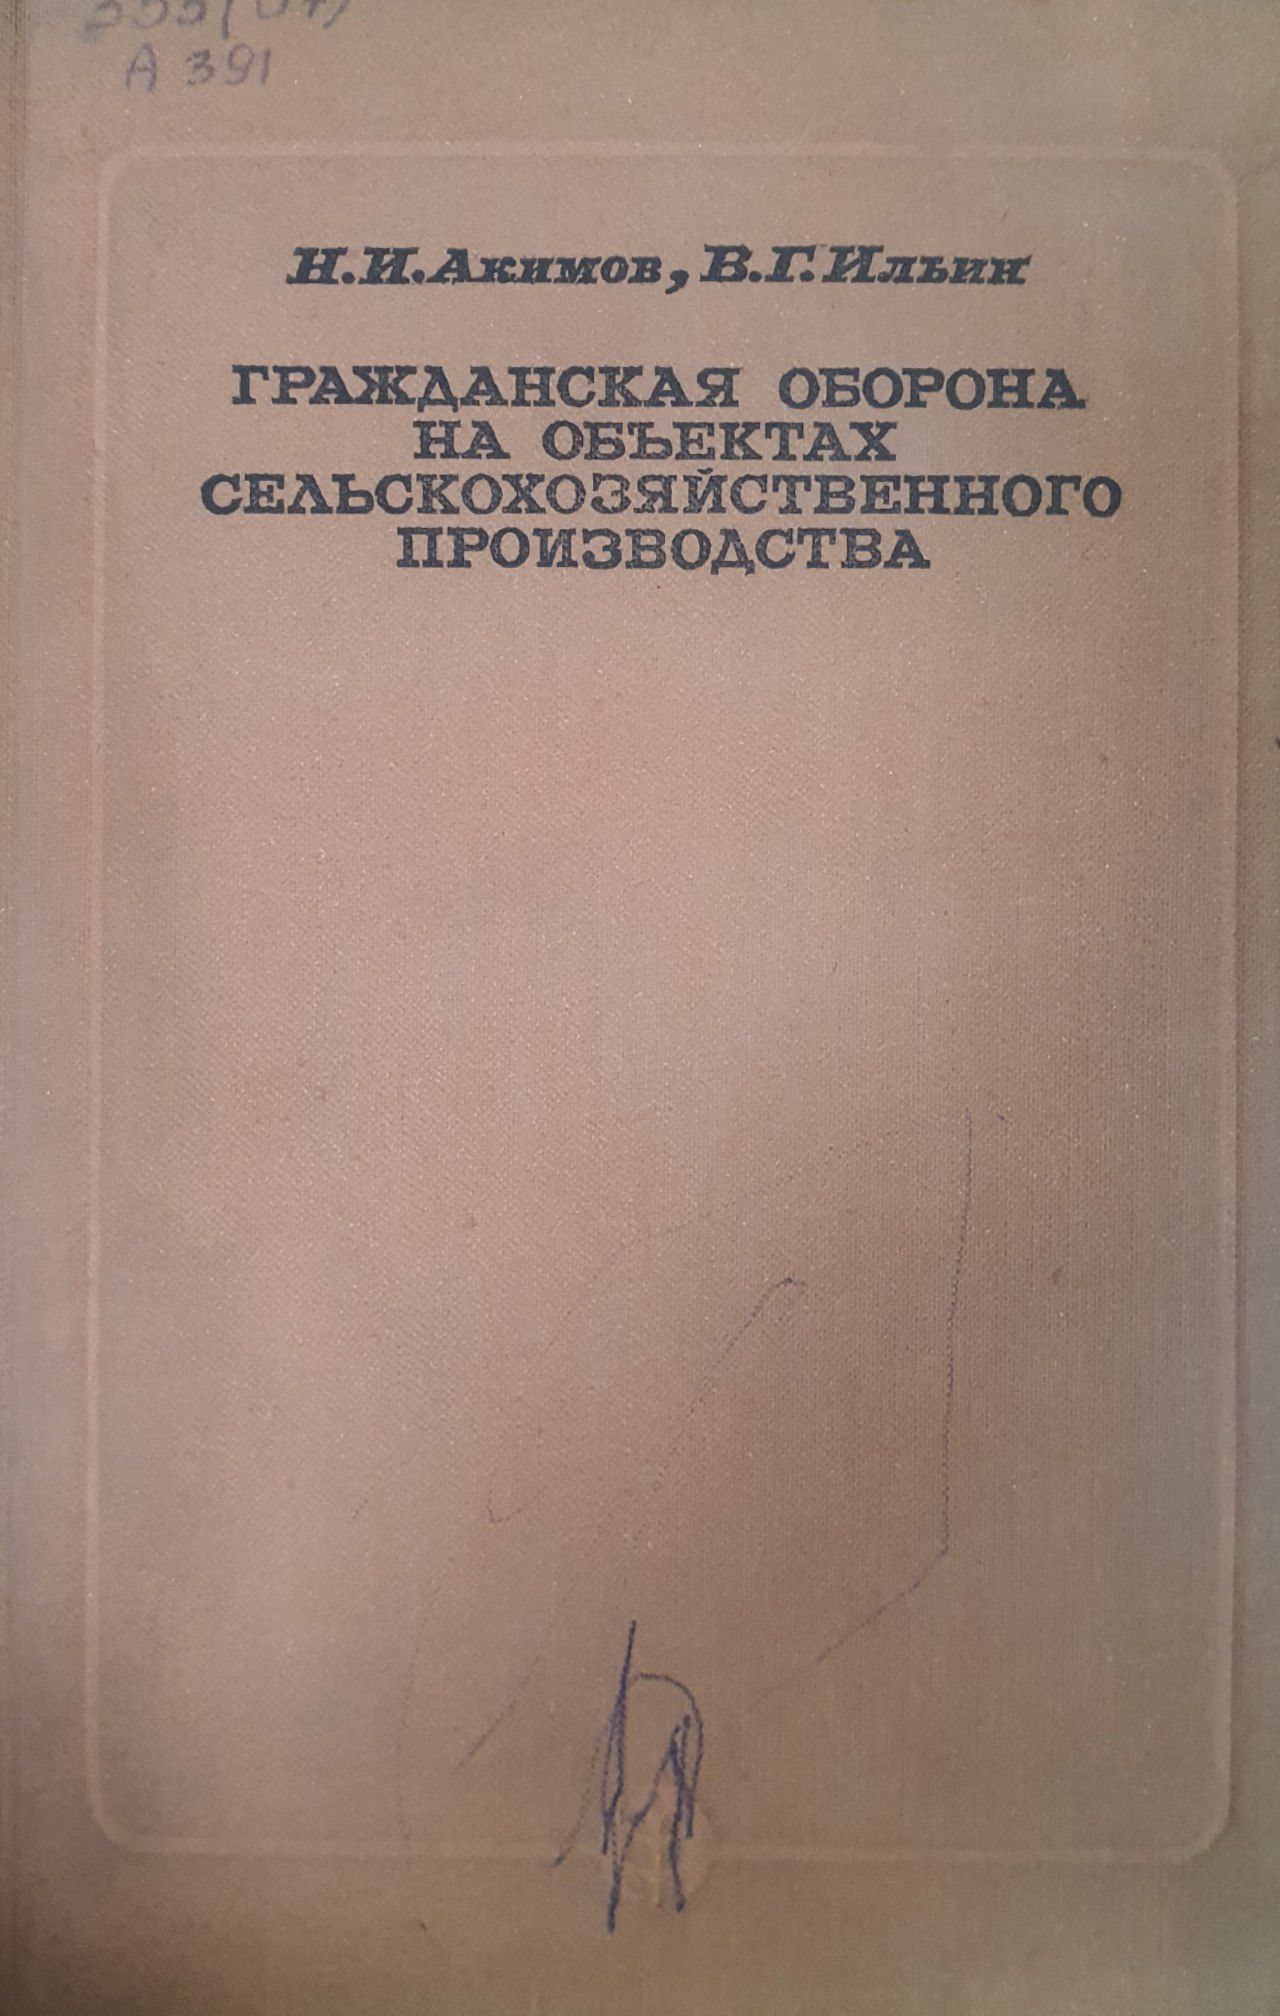 А 391
Н.И.Акимов, В.Г.Ильин
ГРАЖДАНСКАЯ ОБОРОНА
НА ОБЪЕКТАХ
СЕЛЬСКОХОЗЯЙСТВЕННОГО
ПРОИЗВОДСТВА